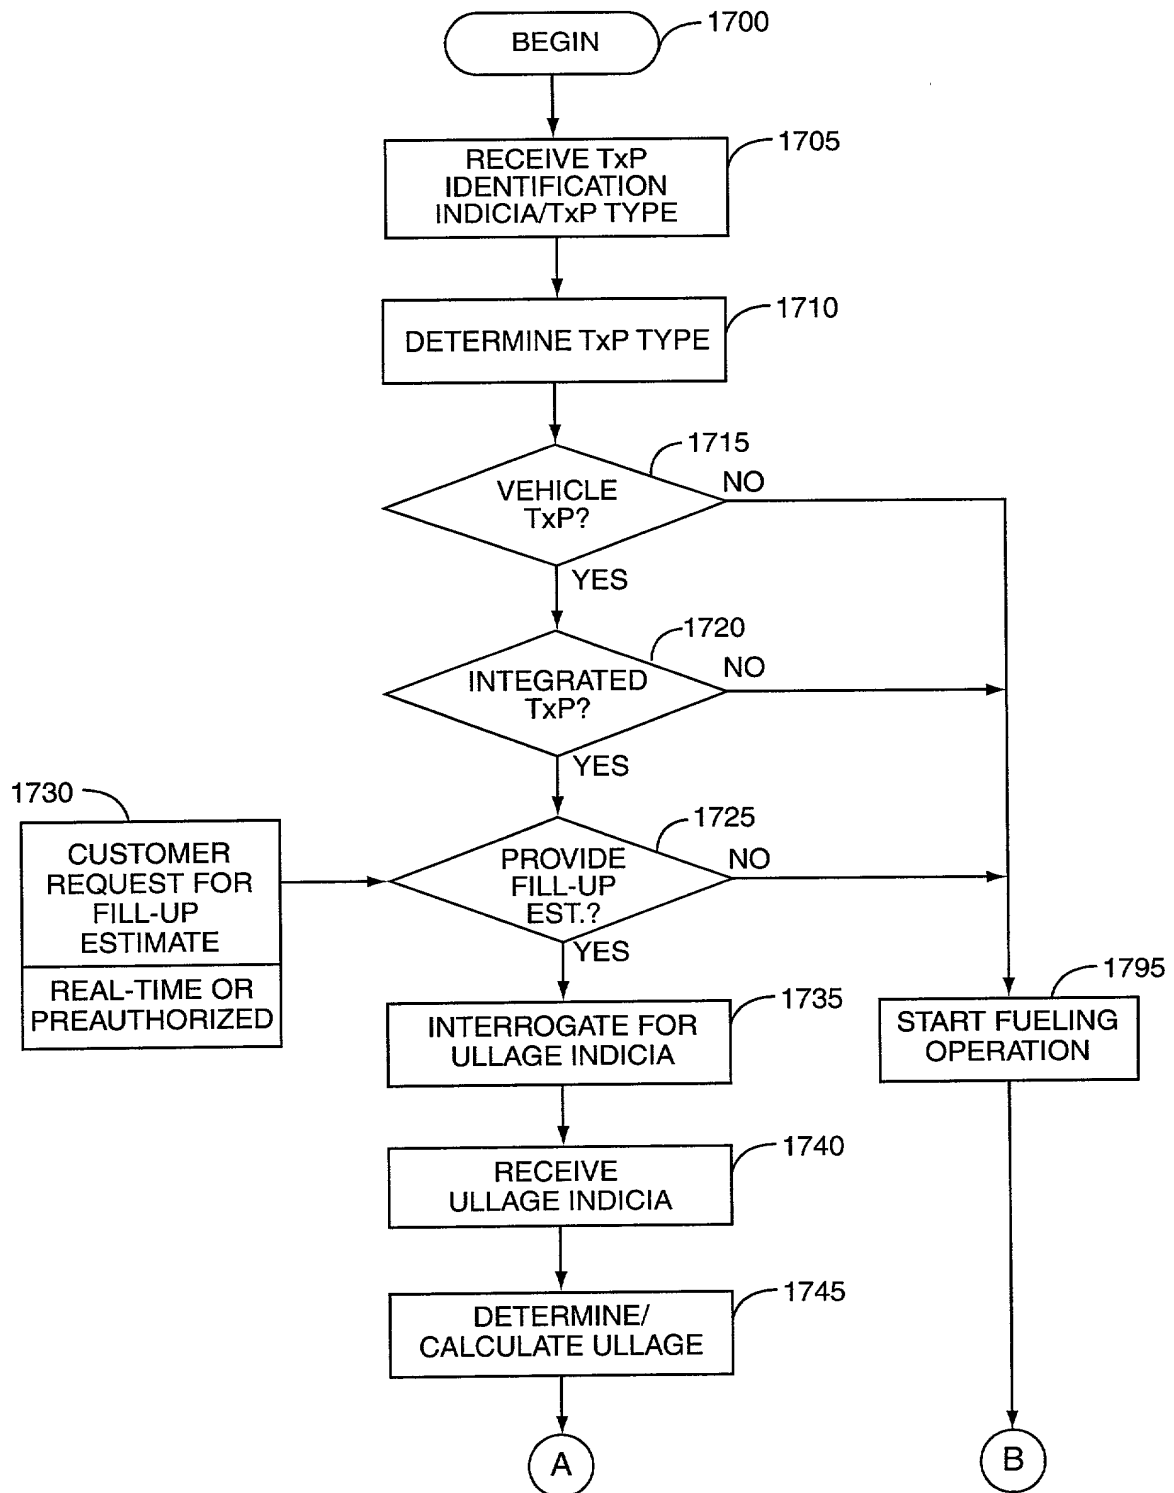 BEGIN
1700
RECEIVE TxP
IDENTIFICATION
INDICIA/TxP TYPE
1705
DETERMINE TxP TYPE
1710
VEHICLE
TxP?
1715
NO
YES
INTEGRATED
TxP?
1720
NO
YES
1730
CUSTOMER
REQUEST FOR
FILL-UP
ESTIMATE
REAL-TIME OR
PREAUTHORIZED
PROVIDE
FILL-UP
EST.?
1725
NO
YES
INTERROGATE FOR
ULLAGE INDICIA
1735
START FUELING
OPERATION
1795
RECEIVE
ULLAGE INDICIA
1740
DETERMINE/
CALCULATE ULLAGE
1745
A
B